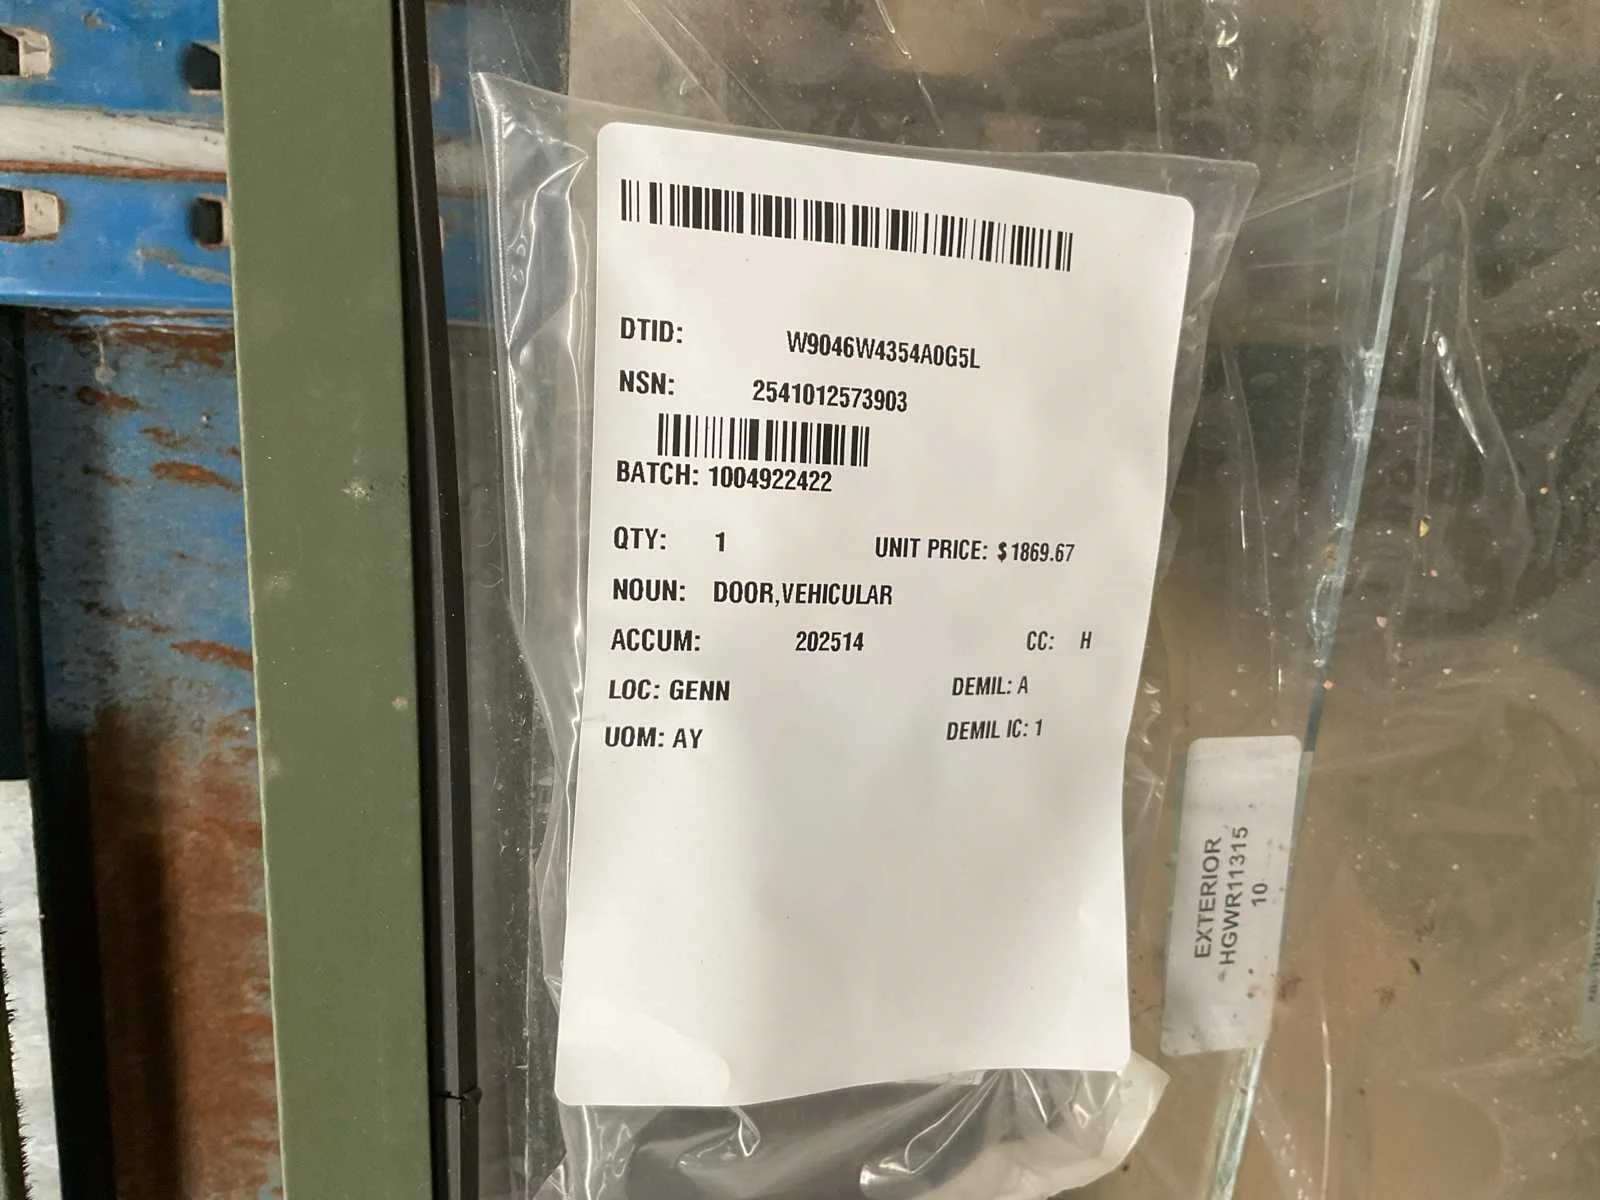 DTID: W9046W4354A0G5L
NSN: 2541012573903
BATCH: 1004922422
QTY: 1 UNIT PRICE: $1869.67
NOUN: DOOR,VEHICULAR
ACCUM: 202514 CC: H
LOC: GENN DEMIL: A
UOM: AY DEMIL IC: 1
EXTERIOR
HGWR11315
10